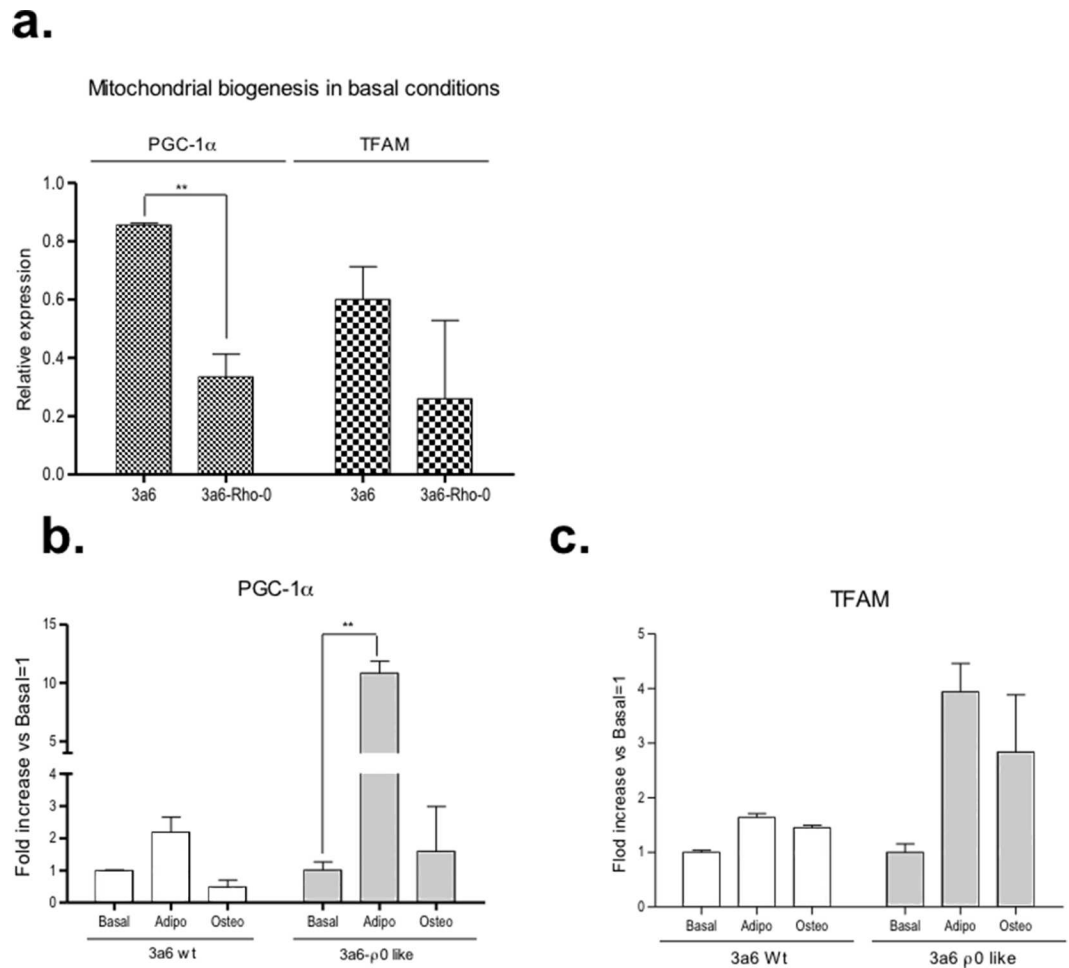 a.
Mitochondrial biogenesis in basal conditions
PGC-1α
TFAM
Relative expression
1.0
0.8
0.6
0.4
0.2
0.0
**
3a6
3a6-Rho-0
3a6
3a6-Rho-0
b.
PGC-1α
Fold increase vs Basal=1
15
10
5
4
3
2
1
0
**
Basal
Adipo
Osteo
Basal
Adipo
Osteo
3a6 wt
3a6-ρ0 like
c.
TFAM
Flod increase vs Basal=1
5
4
3
2
1
0
Basal
Adipo
Osteo
Basal
Adipo
Osteo
3a6 Wt
3a6 ρ0 like